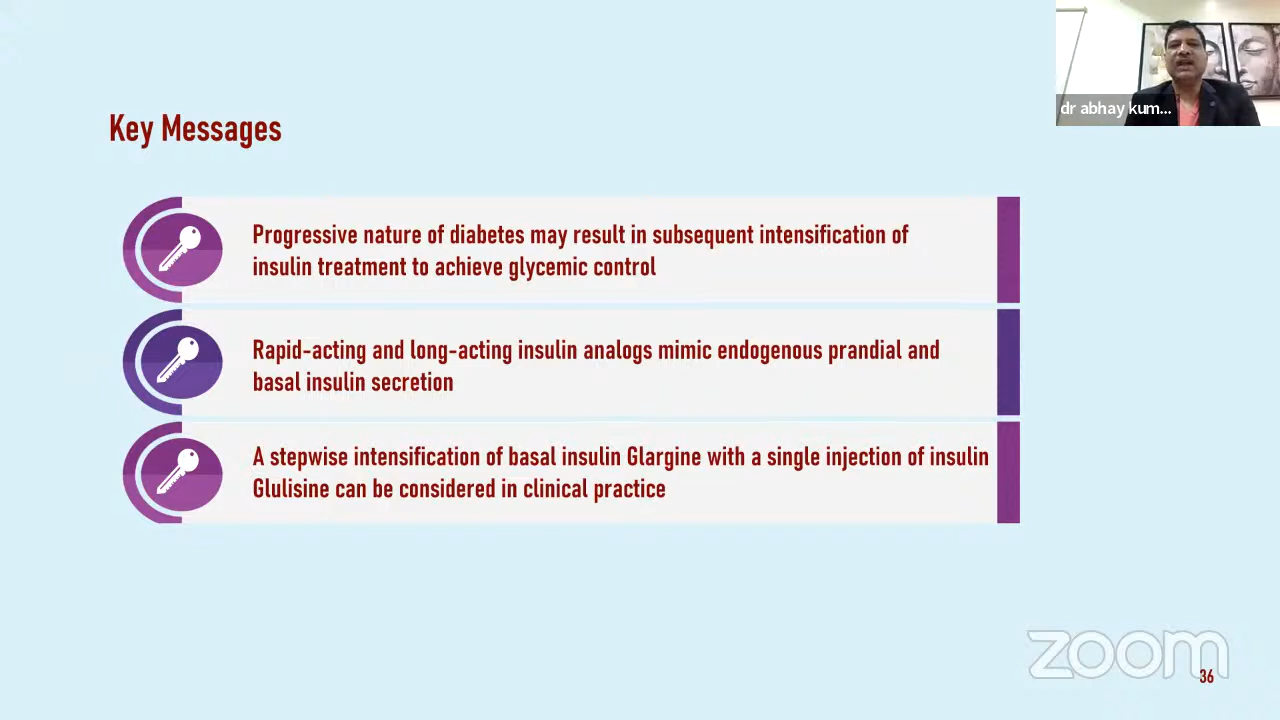 dr abhay kum...
Key Messages
Progressive nature of diabetes may result in subsequent intensification of
insulin treatment to achieve glycemic control
Rapid-acting and long-acting insulin analogs mimic endogenous prandial and
basal insulin secretion
A stepwise intensification of basal insulin Glargine with a single injection of insulin
Glulisine can be considered in clinical practice
zoom
36